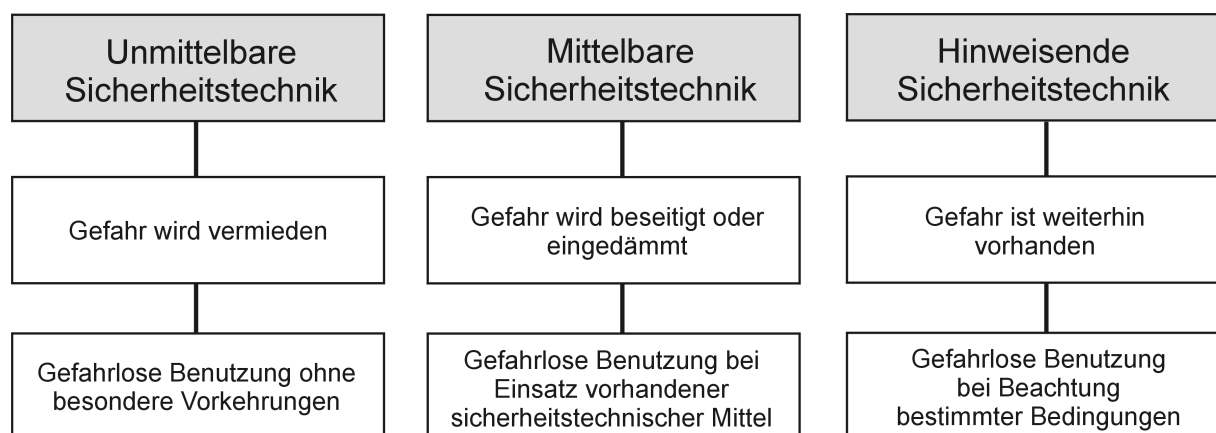 Unmittelbare
Sicherheitstechnik
Gefahr wird vermieden
Gefahrlose Benutzung ohne
besondere Vorkehrungen
Mittelbare
Sicherheitstechnik
Gefahr wird beseitigt oder
eingedämmt
Gefahrlose Benutzung bei
Einsatz vorhandener
sicherheitstechnischer Mittel
Hinweisende
Sicherheitstechnik
Gefahr ist weiterhin
vorhanden
Gefahrlose Benutzung
bei Beachtung
bestimmter Bedingungen